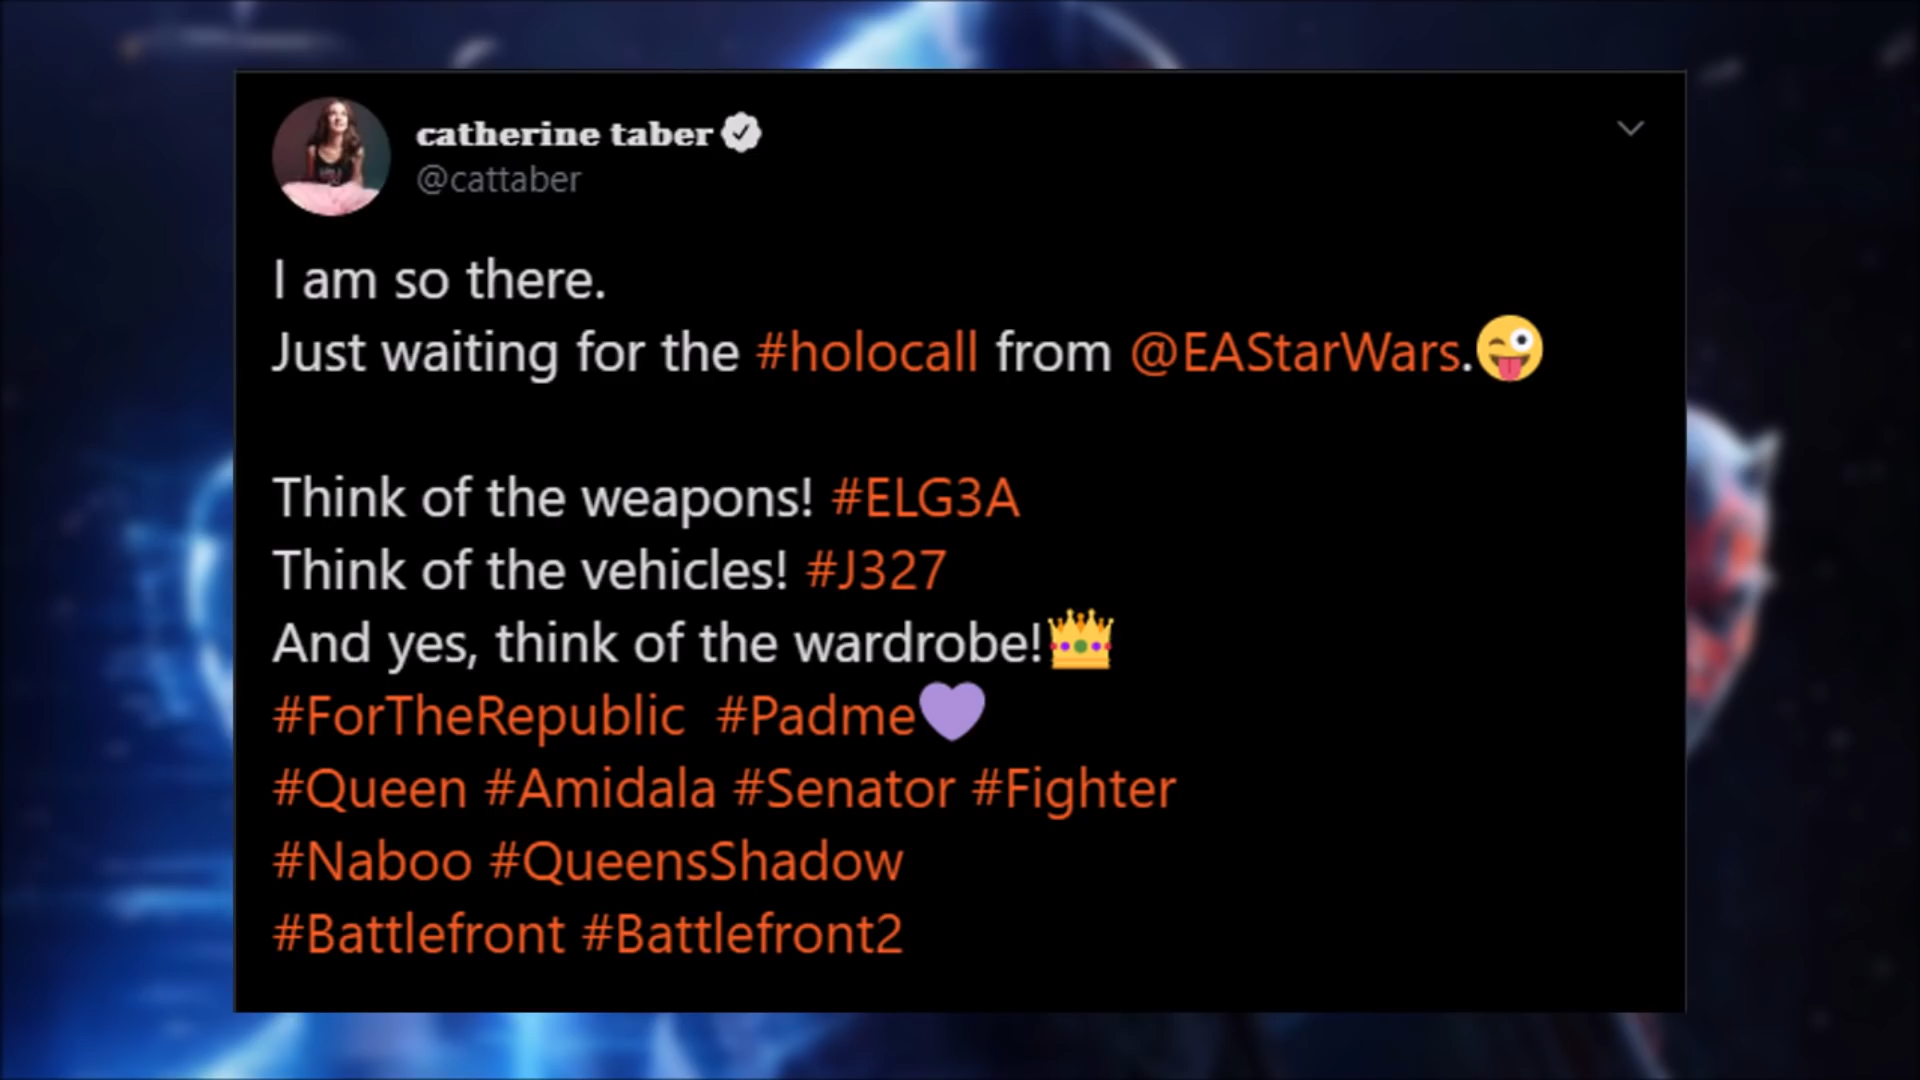 catherine taber
@cattaber
I am so there.
Just waiting for the #holocall from @EAStarWars.😜
Think of the weapons! #ELG3A
Think of the vehicles! #J327
And yes, think of the wardrobe!👑
#ForTheRepublic #Padme💜
#Queen #Amidala #Senator #Fighter
#Naboo #QueensShadow
#Battlefront #Battlefront2